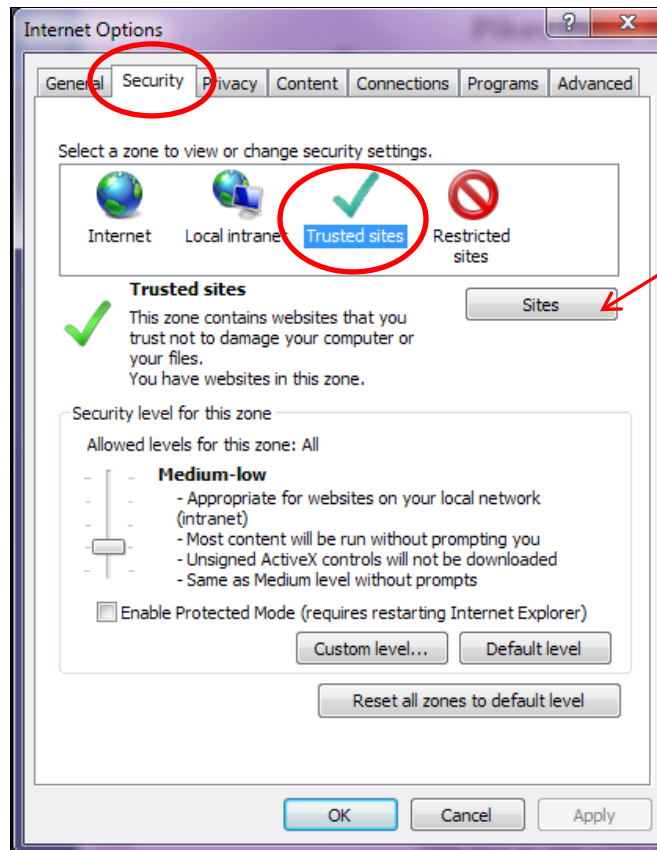 Internet Options
General Security Privacy Content Connections Programs Advanced
Select a zone to view or change security settings.
Internet Local intranet Trusted sites Restricted
sites
Trusted sites
Sites
This zone contains websites that you
trust not to damage your computer or
your files.
You have websites in this zone.
Security level for this zone
Allowed levels for this zone: All
Medium-low
- Appropriate for websites on your local network
(intranet)
- Most content will be run without prompting you
- Unsigned ActiveX controls will not be downloaded
- Same as Medium level without prompts
Enable Protected Mode (requires restarting Internet Explorer)
Custom level... Default level
Reset all zones to default level
OK Cancel Apply